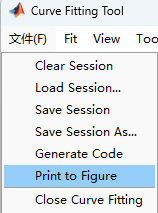 Curve Fitting Tool
文件(F) Fit View Too
Clear Session
Load Session...
Save Session
Save Session As...
Generate Code
Print to Figure
Close Curve Fitting